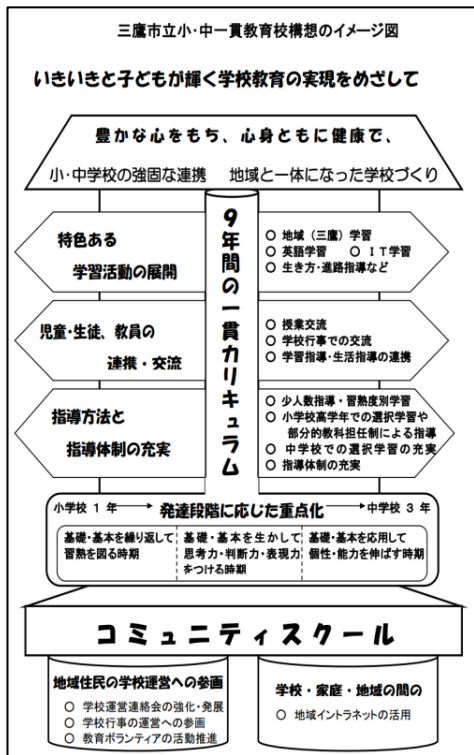 三鷹市立小・中一貫教育校構想のイメージ図
いきいきと子どもが輝く学校教育の実現をめざして
豊かな心をもち、心身ともに健康で、
小・中学校の強固な連携　地域と一体になった学校づくり
9年間の一貫カリキュラム
特色ある
学習活動の展開
○ 地域（三鷹）学習
○ 英語学習　○ IT学習
○ 生き方・進路指導など
児童・生徒、教員の
連携・交流
○ 授業交流
○ 学校行事での交流
○ 学習指導・生活指導の連携
指導方法と
指導体制の充実
○ 少人数指導・習熟度別学習
○ 小学校高学年での選択学習や
部分的教科担任制による指導
○ 中学校での選択学習の充実
○ 指導体制の充実
小学校 1 年　発達段階に応じた重点化　中学校 3 年
基礎・基本を繰り返して
習熟を図る時期
基礎・基本を生かして
思考力・判断力・表現力
をつける時期
基礎・基本を応用して
個性・能力を伸ばす時期
コミュニティスクール
地域住民の学校運営への参画
○ 学校運営連絡会の強化・発展
○ 学校行事の運営への参画
○ 教育ボランティアの活動推進
学校・家庭・地域の間の
○ 地域イントラネットの活用